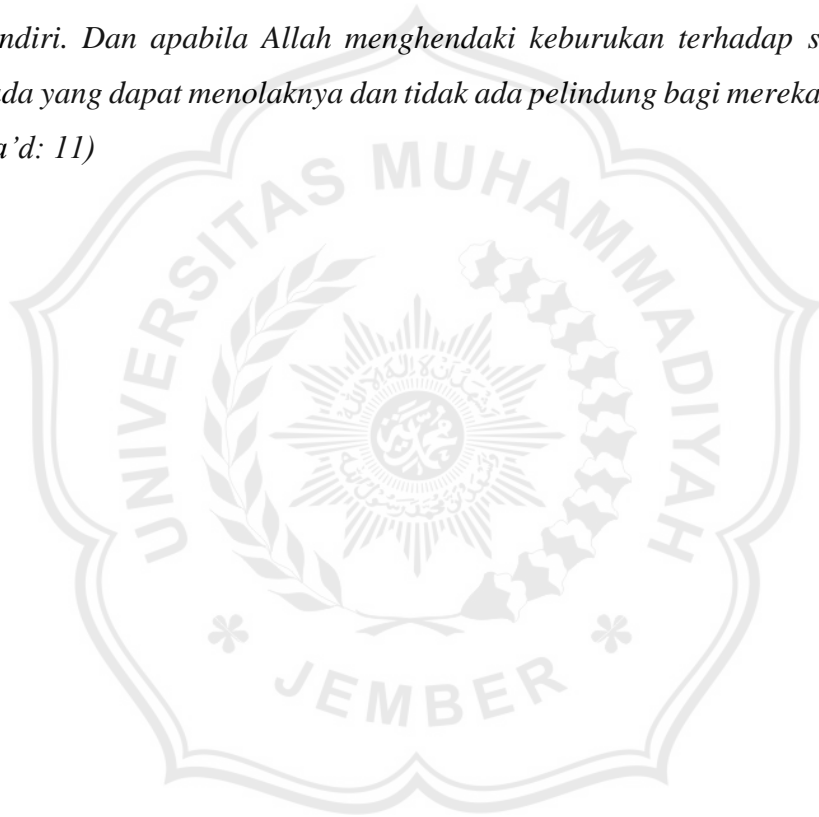 ndiri. Dan apabila Allah menghendaki keburukan terhadap s
da yang dapat menolaknya dan tidak ada pelindung bagi mereka
a’d: 11)
UNIVERSITAS MUHAMMADIYAH
JEMBER